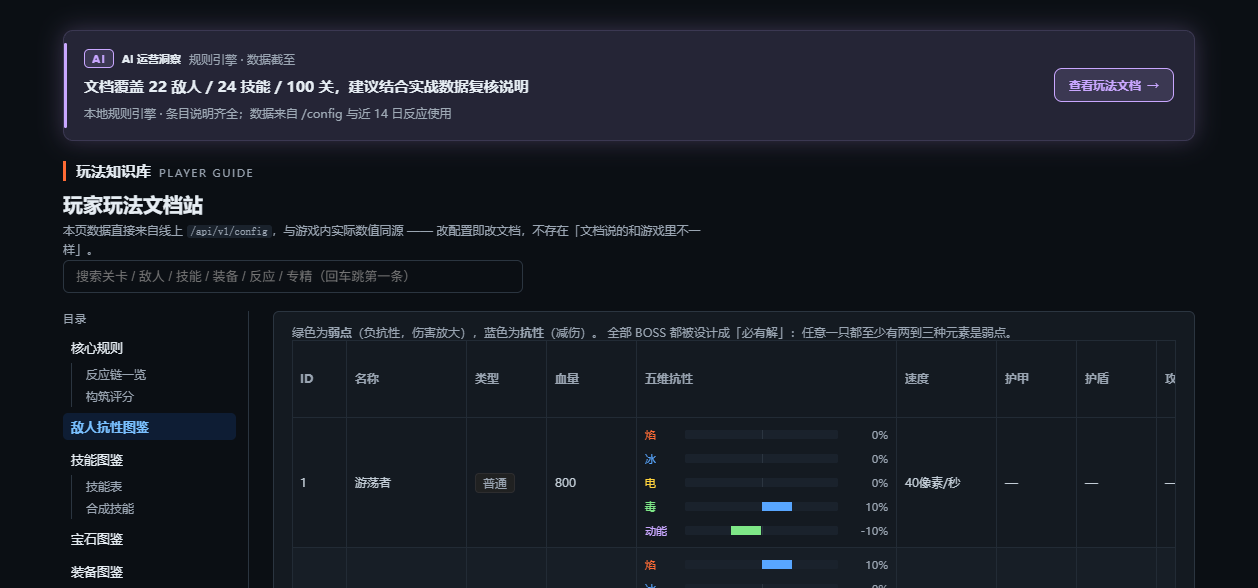 AI AI 运营洞察 规则引擎 · 数据截至
文档覆盖 22 敌人 / 24 技能 / 100 关，建议结合实战数据复核说明
本地规则引擎 · 条目说明齐全；数据来自 /config 与近 14 日反应使用
查看玩法文档 →
玩法知识库 PLAYER GUIDE
玩家玩法文档站
本页数据直接来自线上 /api/v1/config，与游戏内实际数值同源 —— 改配置即改文档，不存在「文档说的和游戏里不一
样」。
搜索关卡 / 敌人 / 技能 / 装备 / 反应 / 专精（回车跳第一条）
目录
核心规则
反应链一览
构筑评分
敌人抗性图鉴
技能图鉴
技能表
合成技能
宝石图鉴
装备图鉴
绿色为弱点（负抗性，伤害放大），蓝色为抗性（减伤）。 全部 BOSS 都被设计成「必有解」：任意一只都至少有两到三种元素是弱点。
ID 名称 类型 血量 五维抗性 速度 护甲 护盾 攻
1 游荡者 普通 800 40像素/秒 — — —
焰 0%
冰 0%
电 0%
毒 10%
动能 -10%
焰 10%
冰 0%